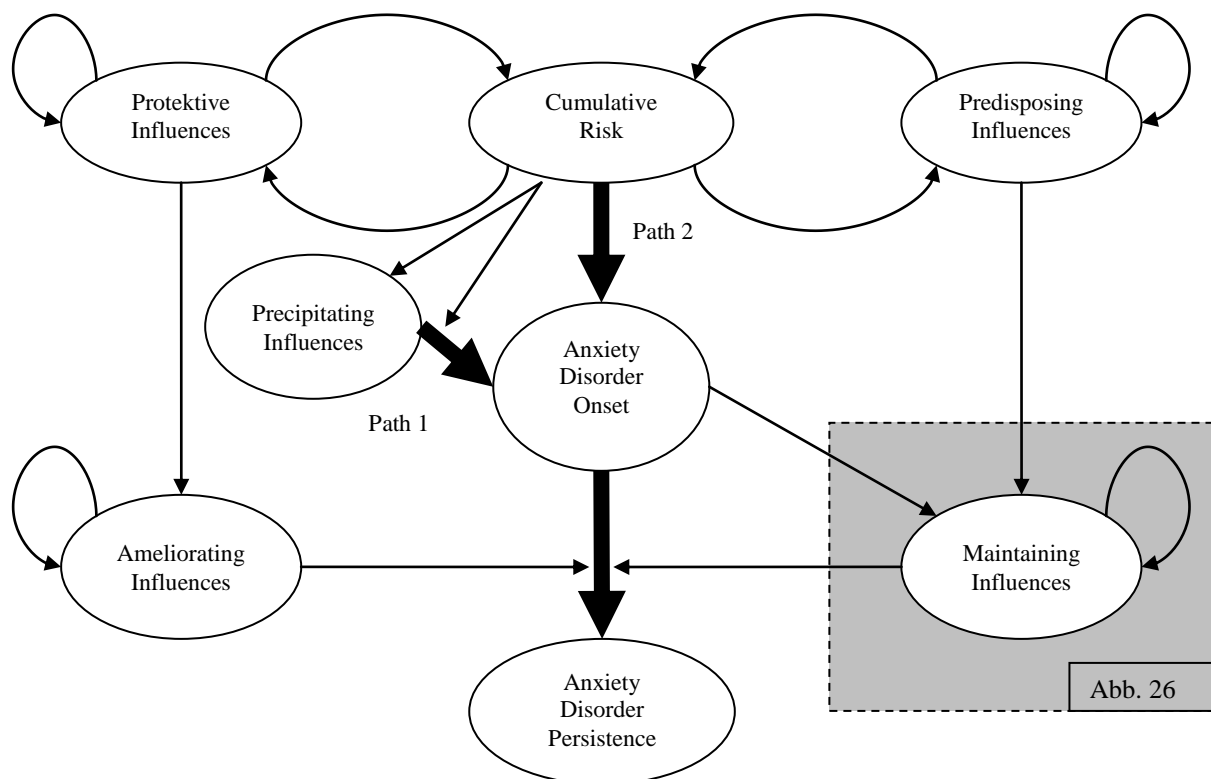 Protektive
Influences
Cumulative
Risk
Predisposing
Influences
Path 2
Precipitating
Influences
Anxiety
Disorder
Onset
Path 1
Ameliorating
Influences
Maintaining
Influences
Abb. 26
Anxiety
Disorder
Persistence